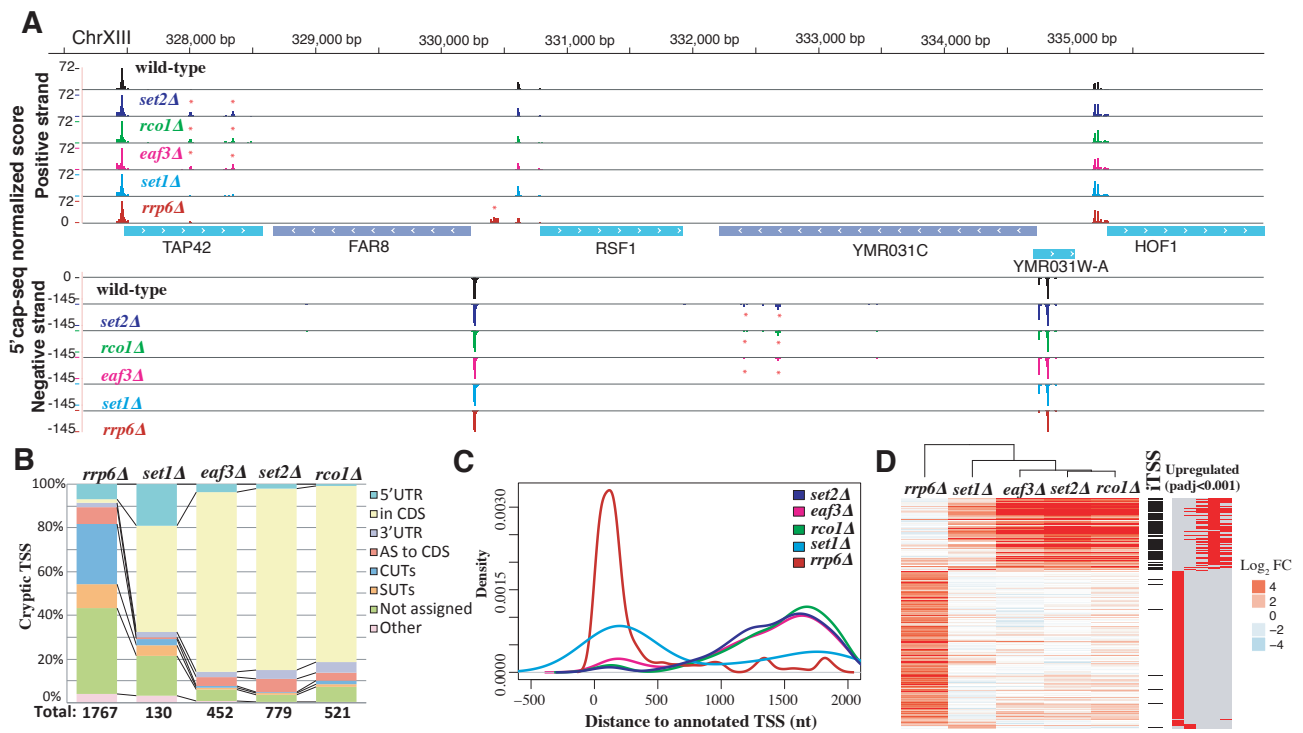 A
ChrXIII 328,000 bp 329,000 bp 330,000 bp 331,000 bp 332,000 bp 333,000 bp 334,000 bp 335,000 bp
5'cap-seq normalized score
Positive strand
72 wild-type
72 set2Δ * *
72 rco1Δ * *
72 eaf3Δ * *
72 set1Δ
72 rrp6Δ *
0
TAP42 FAR8 RSF1 YMR031C HOF1
YMR031W-A
Negative strand
0
wild-type
-145
set2Δ * *
-145
rco1Δ * *
-145
eaf3Δ * *
-145
set1Δ
-145
rrp6Δ
-145
B
rrp6Δ set1Δ eaf3Δ set2Δ rco1Δ
Cryptic TSS
100%
80%
60%
40%
20%
0%
Total: 1767 130 452 779 521
5'UTR
in CDS
3'UTR
AS to CDS
CUTs
SUTs
Not assigned
Other
C
Density
0.0030
0.0015
0.0000
set2Δ
eaf3Δ
rco1Δ
set1Δ
rrp6Δ
−500 0 500 1000 1500 2000
Distance to annotated TSS (nt)
D
rrp6Δ set1Δ eaf3Δ set2Δ rco1Δ
iTSS
Upregulated
(padj<0.001)
Log2 FC
4
2
0
−2
−4